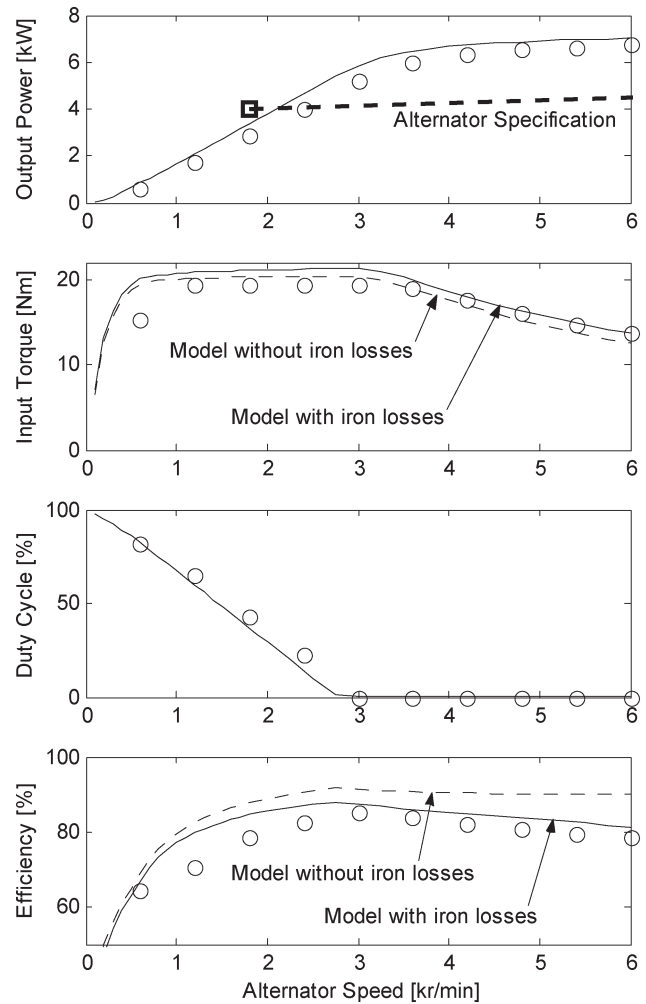 8
6
4
2
0
Output Power [kW]
Alternator Specification
0 1 2 3 4 5 6
20
10
0
Input Torque [Nm]
Model without iron losses
Model with iron losses
0 1 2 3 4 5 6
100
50
0
Duty Cycle [%]
0 1 2 3 4 5 6
100
80
60
Efficiency [%]
Model without iron losses
Model with iron losses
0 1 2 3 4 5 6
Alternator Speed [kr/min]